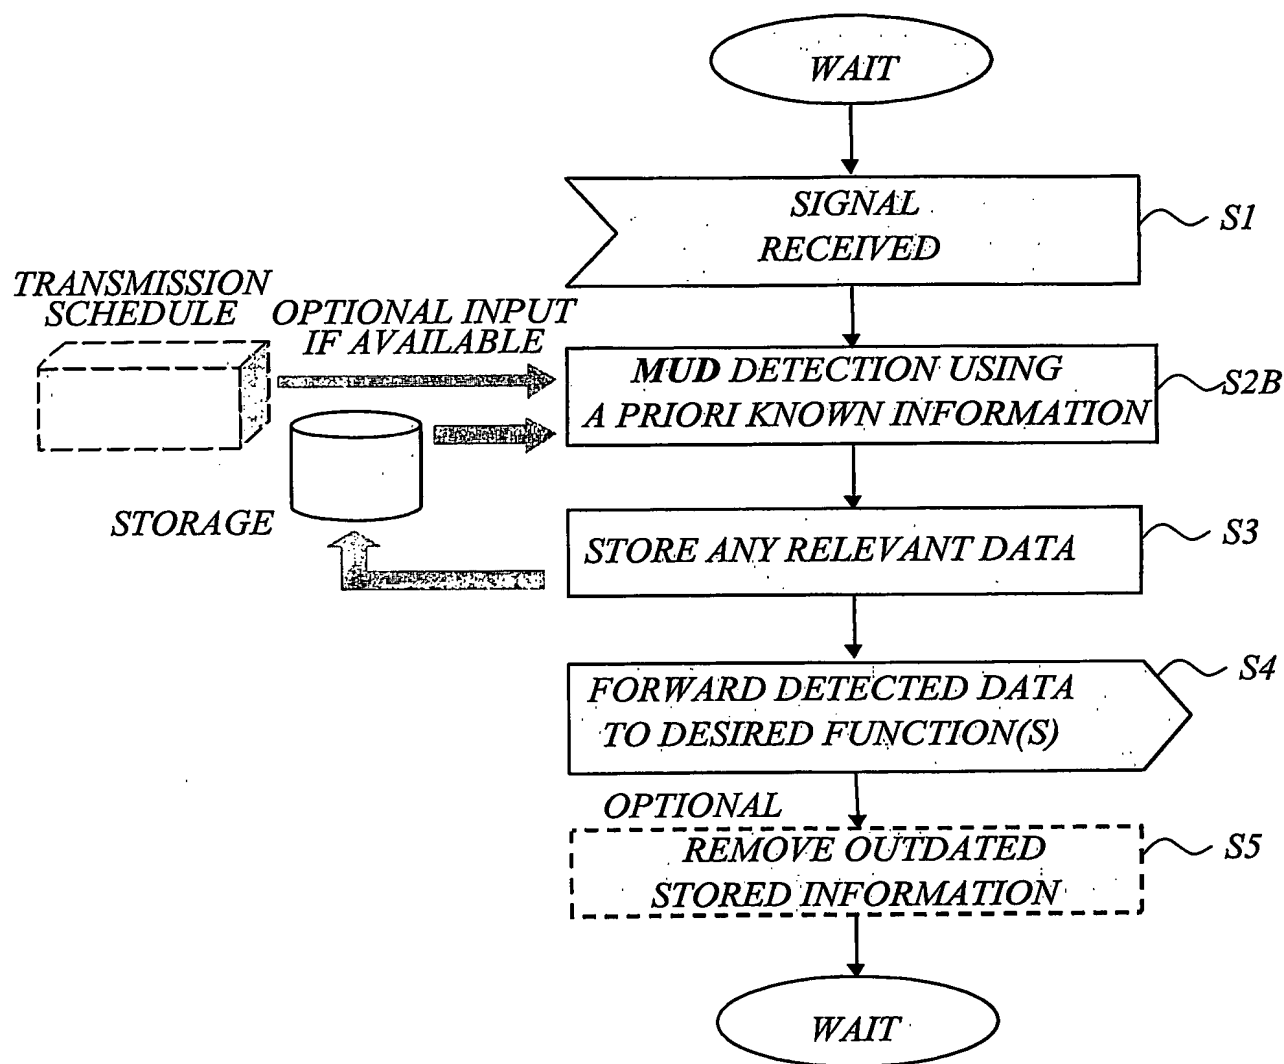 WAIT
SIGNAL
RECEIVED
S1
TRANSMISSION
SCHEDULE
OPTIONAL INPUT
IF AVAILABLE
MUD DETECTION USING
A PRIORI KNOWN INFORMATION
S2B
STORAGE
STORE ANY RELEVANT DATA
S3
FORWARD DETECTED DATA
TO DESIRED FUNCTION(S)
S4
OPTIONAL
REMOVE OUTDATED
STORED INFORMATION
S5
WAIT